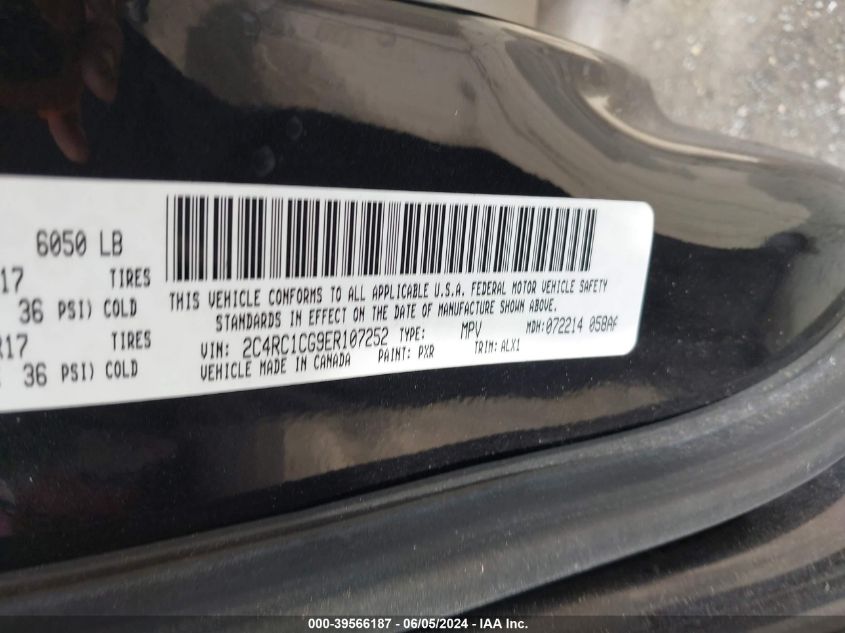 6050 LB
17 TIRES
36 PSI) COLD
R17 TIRES
36 PSI) COLD
THIS VEHICLE CONFORMS TO ALL APPLICABLE U.S.A. FEDERAL MOTOR VEHICLE SAFETY
STANDARDS IN EFFECT ON THE DATE OF MANUFACTURE SHOWN ABOVE.
VIN: 2C4RC1CG9ER107252 TYPE: MPV MDH:072214 058AF
VEHICLE MADE IN CANADA PAINT: PXR TRIM: ALX1
000-39566187 - 06/05/2024 - IAA Inc.